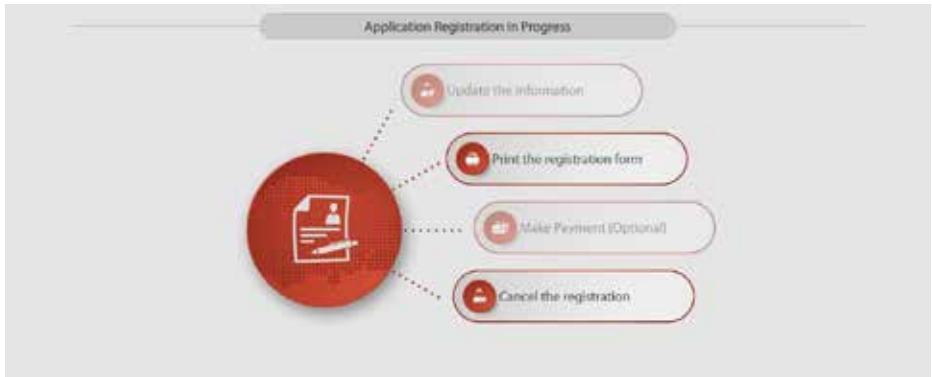 Application Registration In Progress
Update the information
Print the registration form
Make Payment (Optional)
Cancel the registration